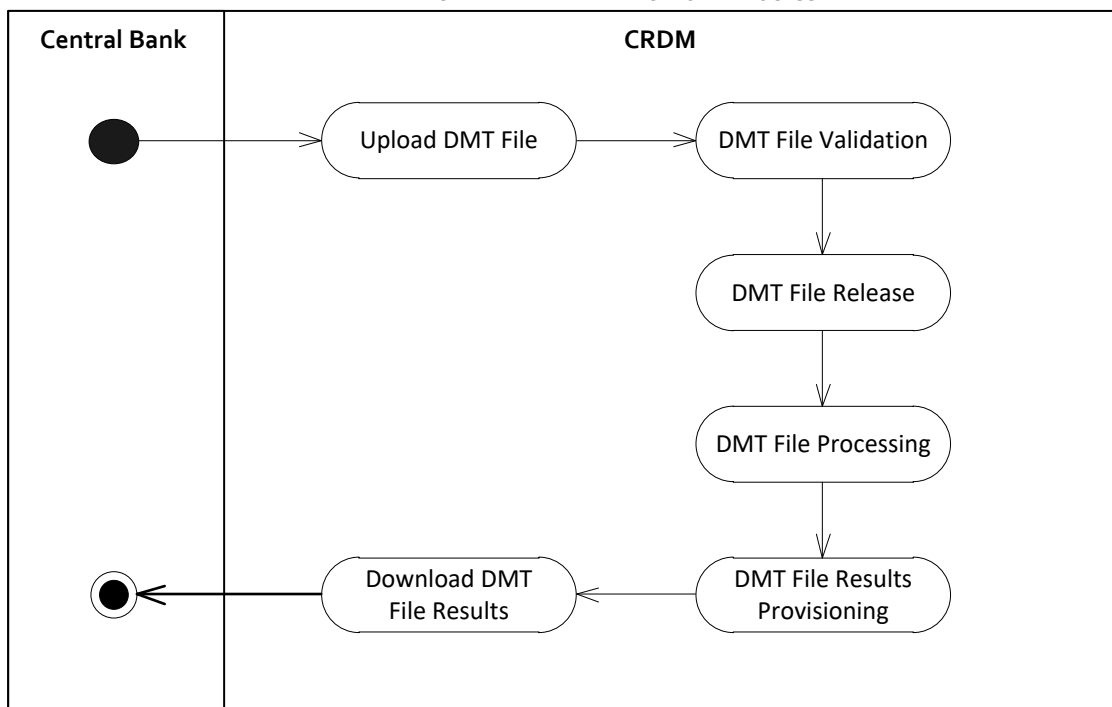 Central Bank
CRDM
Upload DMT File
DMT File Validation
DMT File Release
DMT File Processing
DMT File Results
Provisioning
Download DMT
File Results